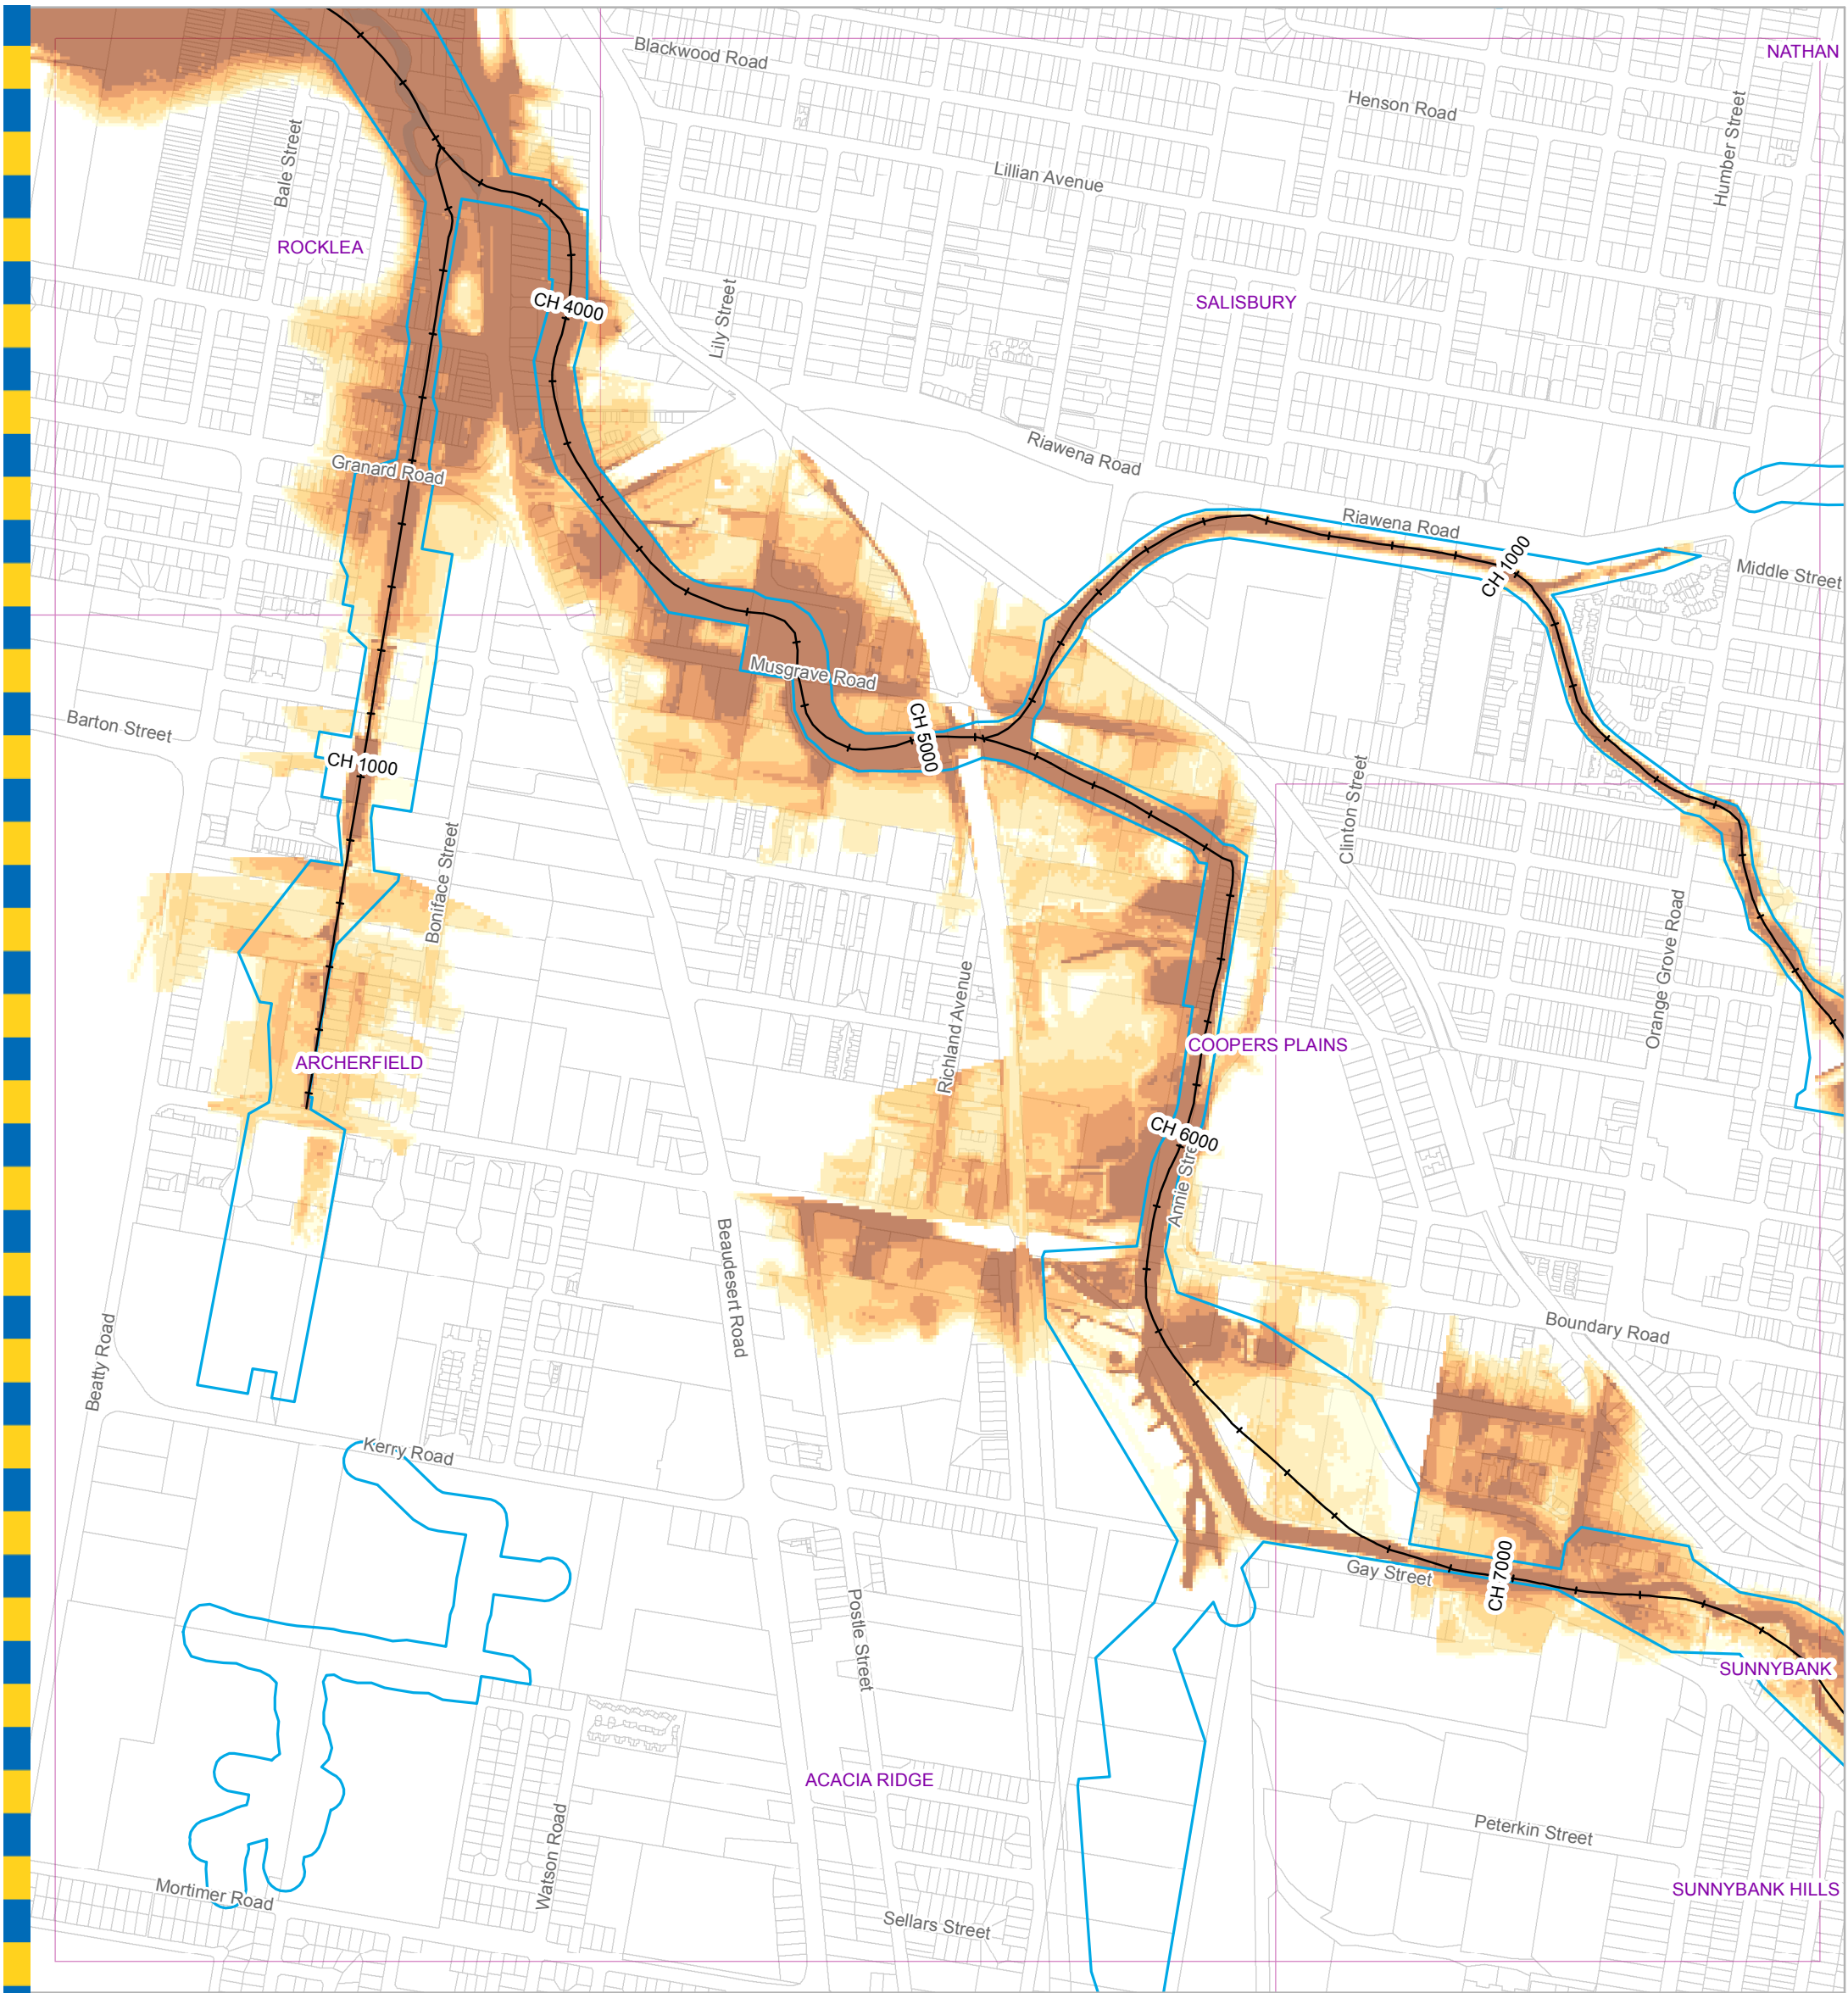 NATHAN
Blackwood Road
Henson Road
Humber Street
Bale Street
Lillian Avenue
ROCKLEA
SALISBURY
CH 4000
Lily Street
Riawena Road
Granard Road
Riawena Road
CH 1000
Middle Street
Musgrave Road
Barton Street
CH 5000
CH 1000
Clinton Street
Boniface Street
Orange Grove Road
Richland Avenue
COOPERS PLAINS
ARCHERFIELD
CH 6000
Annie Stre
Beaudesert Road
Boundary Road
Beatty Road
Kerry Road
Gay Street
CH 7000
Postle Street
SUNNYBANK
ACACIA RIDGE
Peterkin Street
Watson Road
SUNNYBANK HILLS
Mortimer Road
Sellars Street